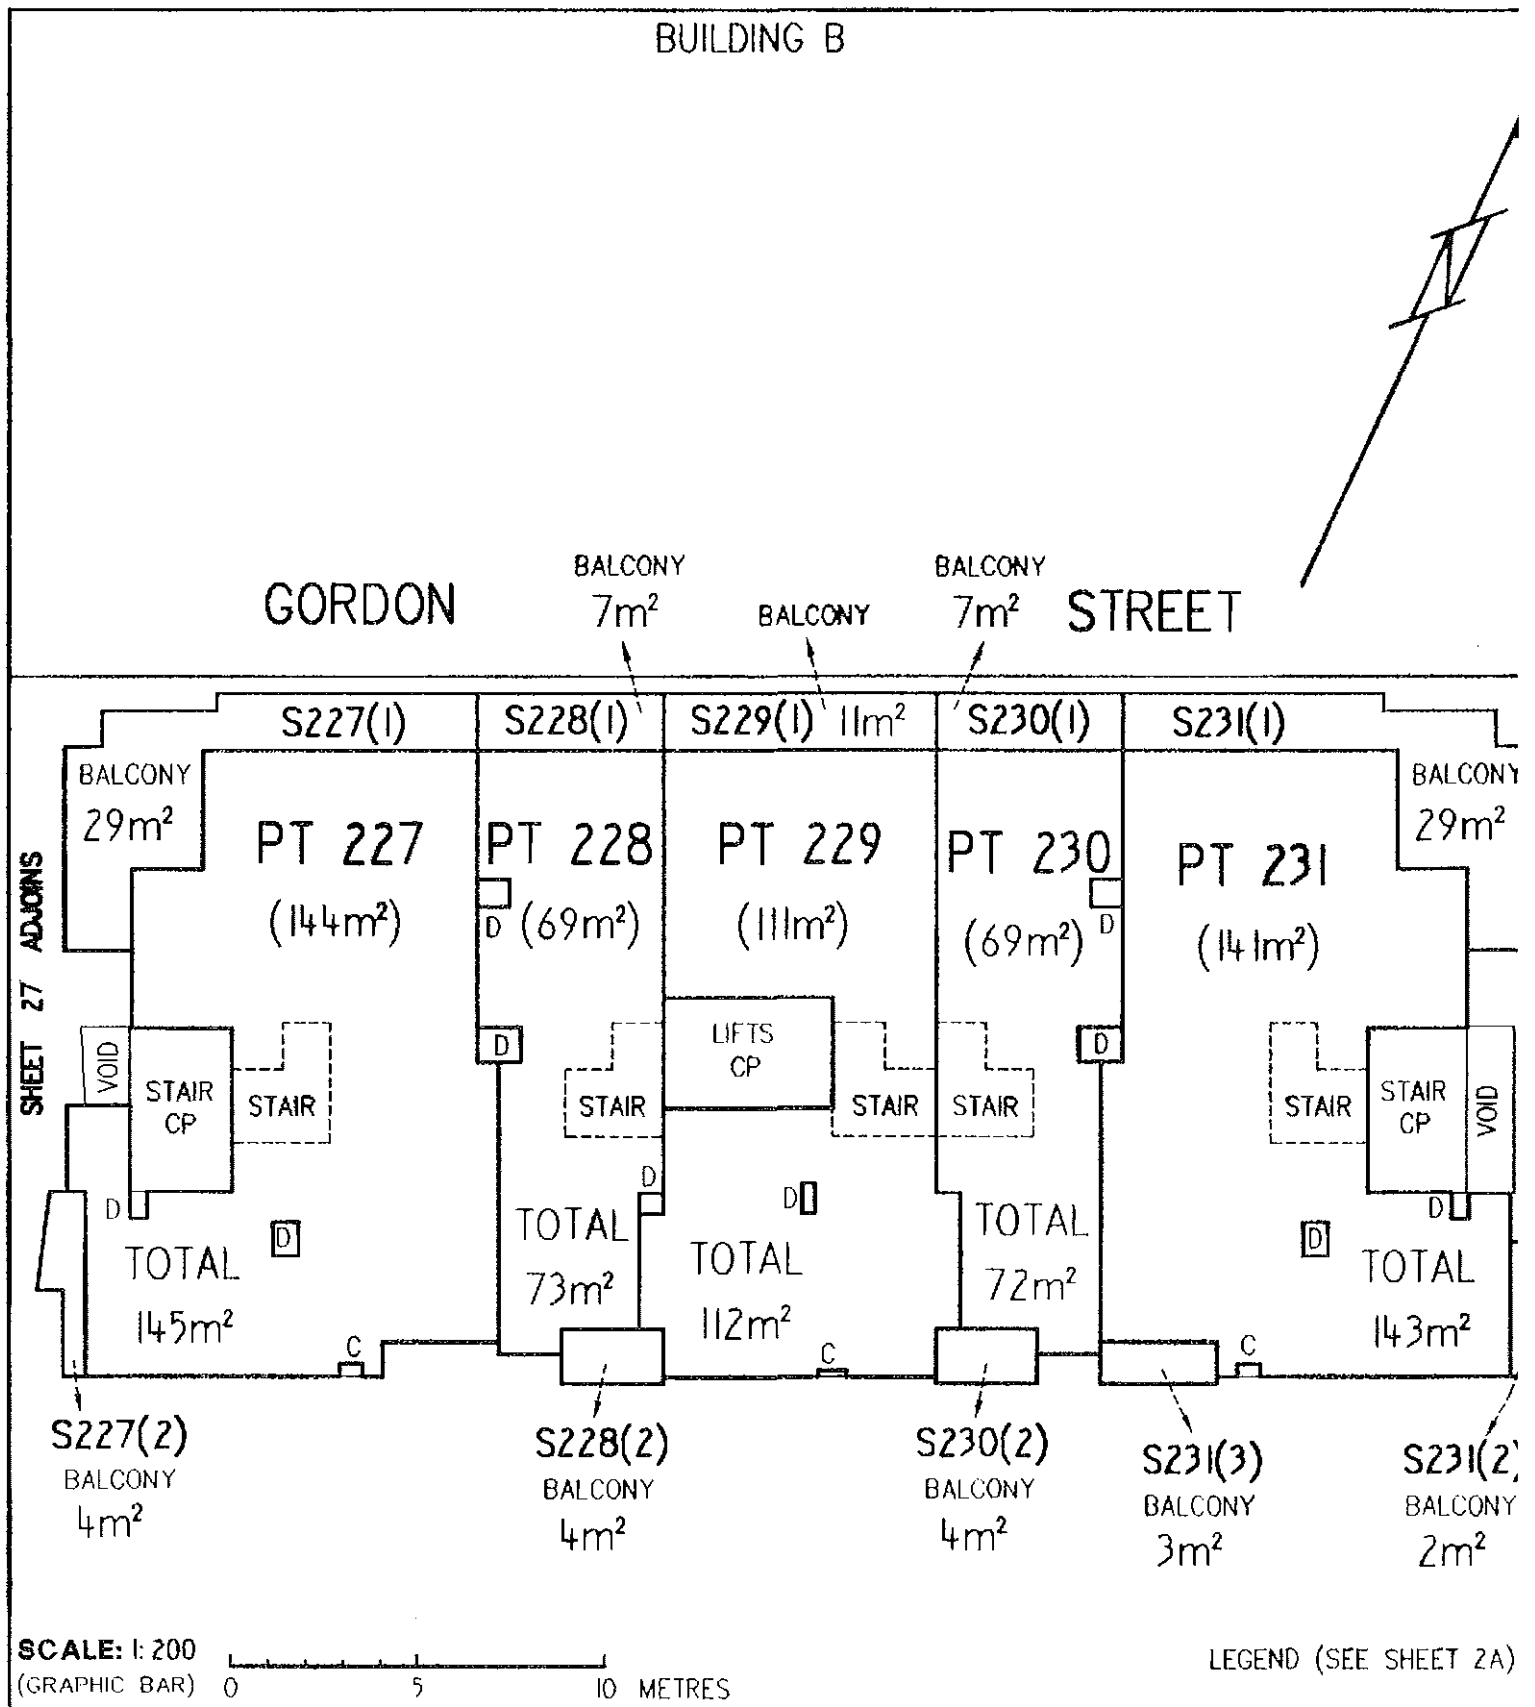 BUILDING B
N
GORDON STREET
BALCONY
7m²
BALCONY
BALCONY
7m²
S227(1)
S228(1)
S229(1) 11m²
S230(1)
S231(1)
BALCONY
29m²
BALCONY
29m²
SHEET 27 ADJOINS
PT 227
(144m²)
PT 228
D (69m²)
PT 229
(111m²)
PT 230
(69m²) D
PT 231
(141m²)
VOID
STAIR
CP
STAIR
D
STAIR
LIFTS
CP
STAIR
STAIR
D
STAIR
STAIR
CP
VOID
D
D
TOTAL
145m²
C
D
TOTAL
73m²
D
TOTAL
112m²
C
TOTAL
72m²
D
D
TOTAL
143m²
C
S227(2)
BALCONY
4m²
S228(2)
BALCONY
4m²
S230(2)
BALCONY
4m²
S231(3)
BALCONY
3m²
S231(2)
BALCONY
2m²
SCALE: 1:200
(GRAPHIC BAR)
0 5 10 METRES
LEGEND (SEE SHEET 2A)